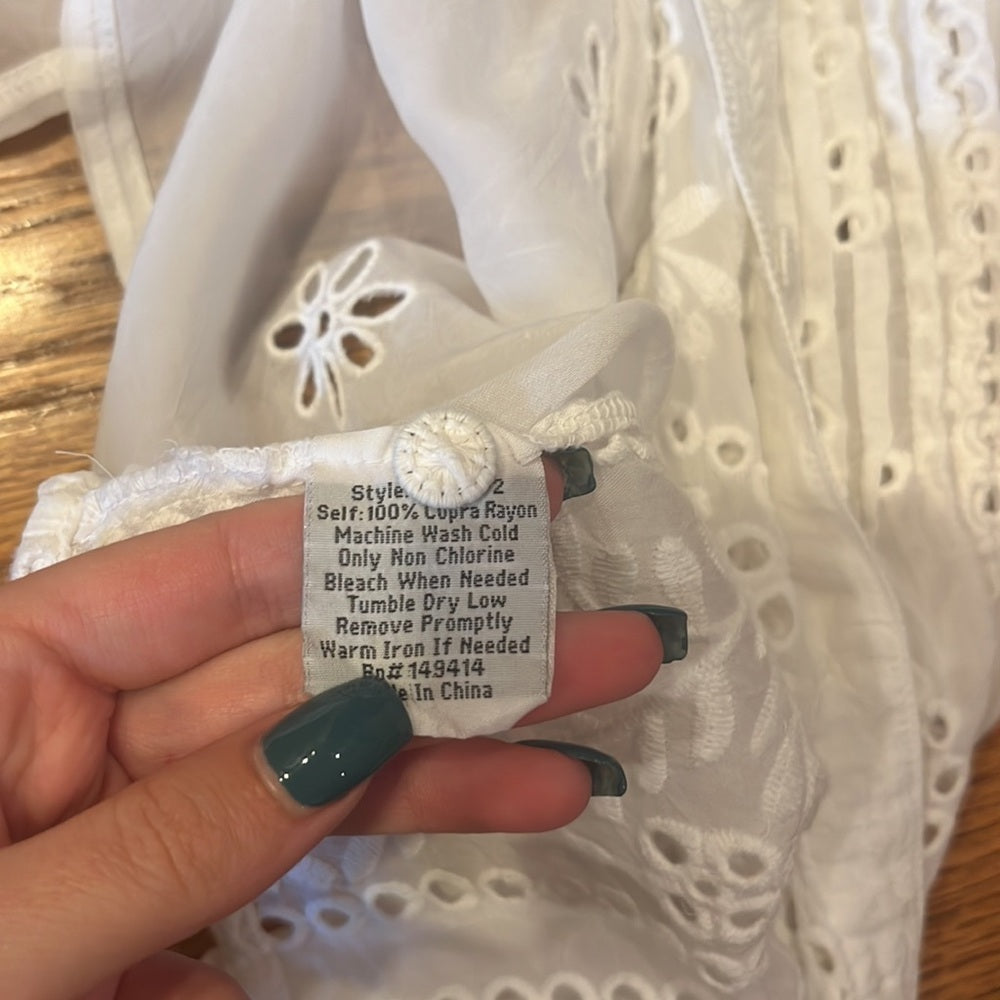 Style: 2
Self: 100% Cupra Rayon
Machine Wash Cold
Only Non Chlorine
Bleach When Needed
Tumble Dry Low
Remove Promptly
Warm Iron If Needed
Rn# 149414
In China